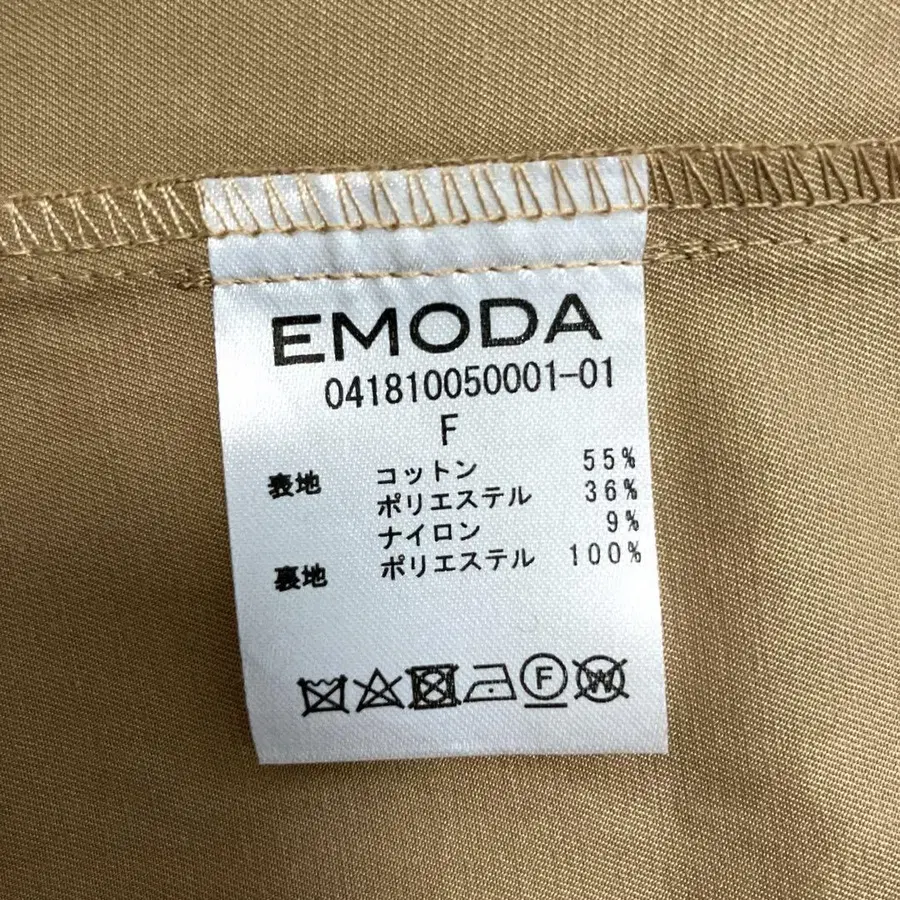 EMODA
041810050001-01
F
表地 コットン 55%
ポリエステル 36%
ナイロン 9%
裏地 ポリエステル 100%
F W